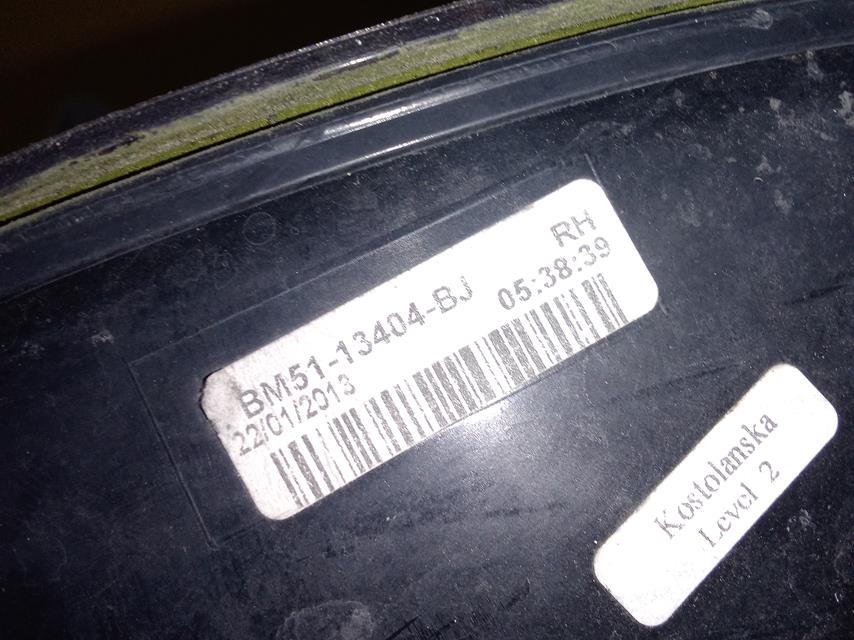 RH
BM51-13404-BJ
22/01/2013 05:38:39
Kostolanska
Level 2